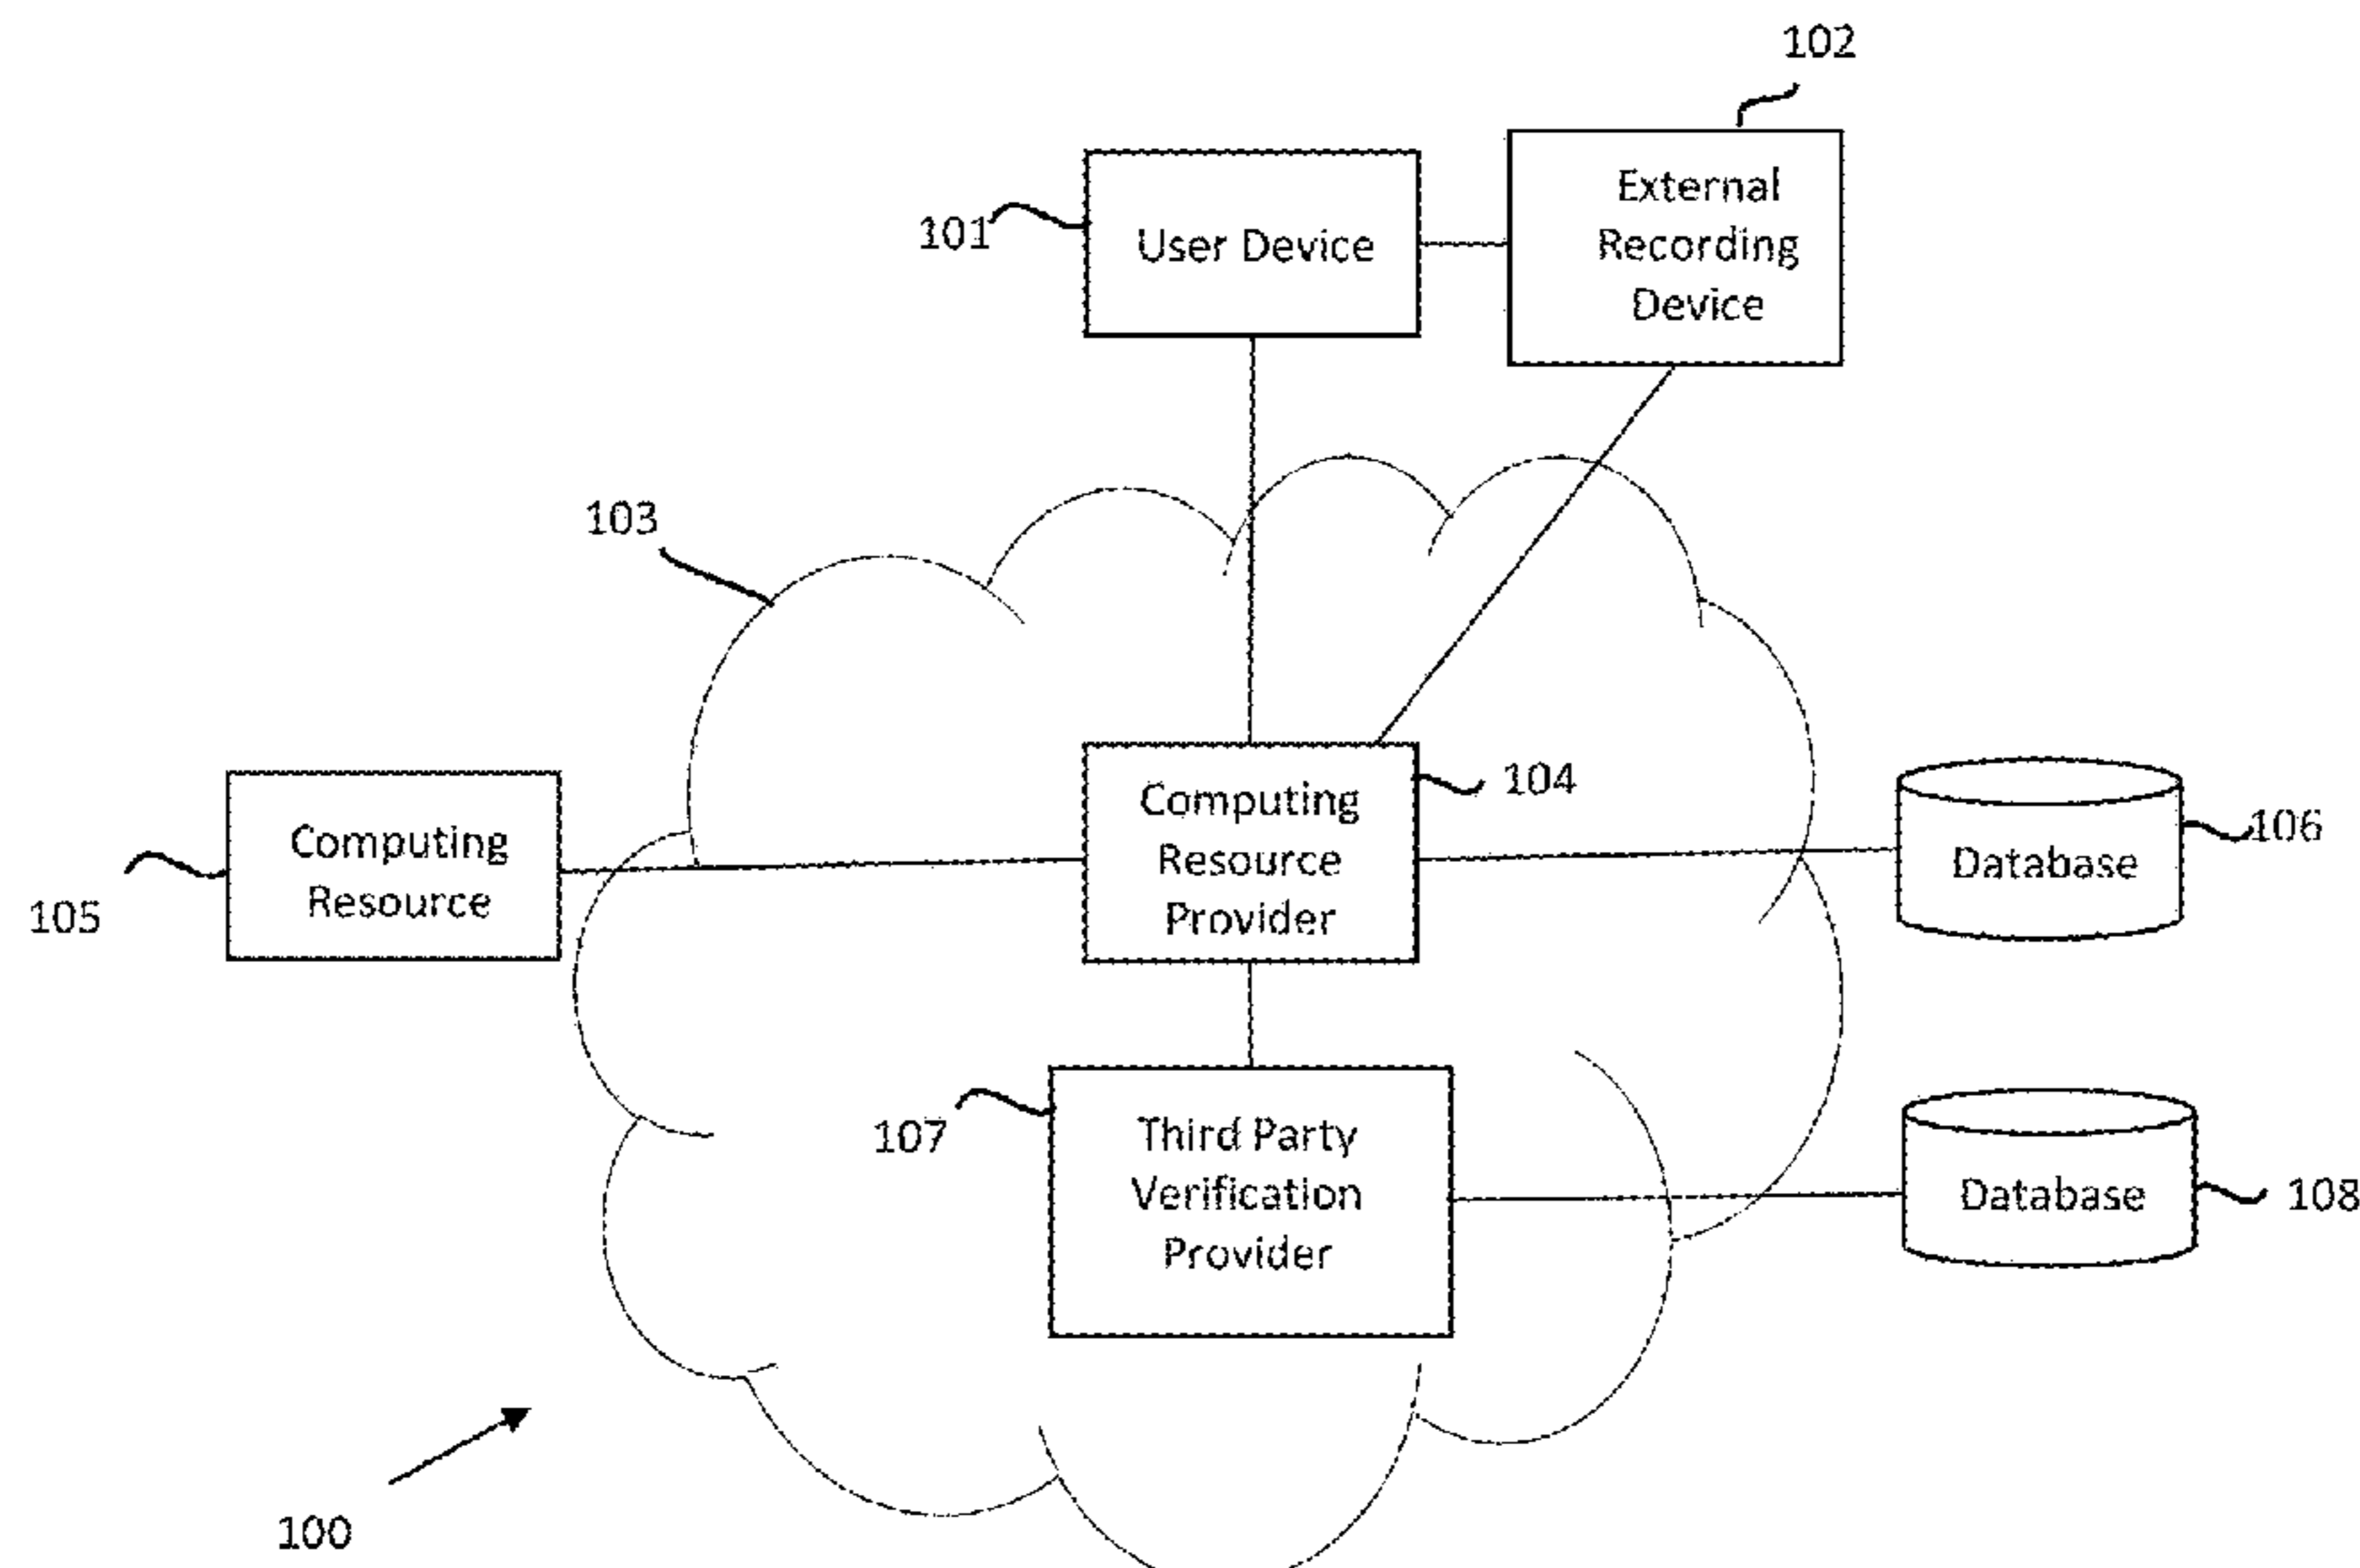 102
101
User Device
External
Recording
Device
103
Computing
Resource
105
Computing
Resource
Provider
104
Database
106
107
Third Party
Verification
Provider
Database
108
100